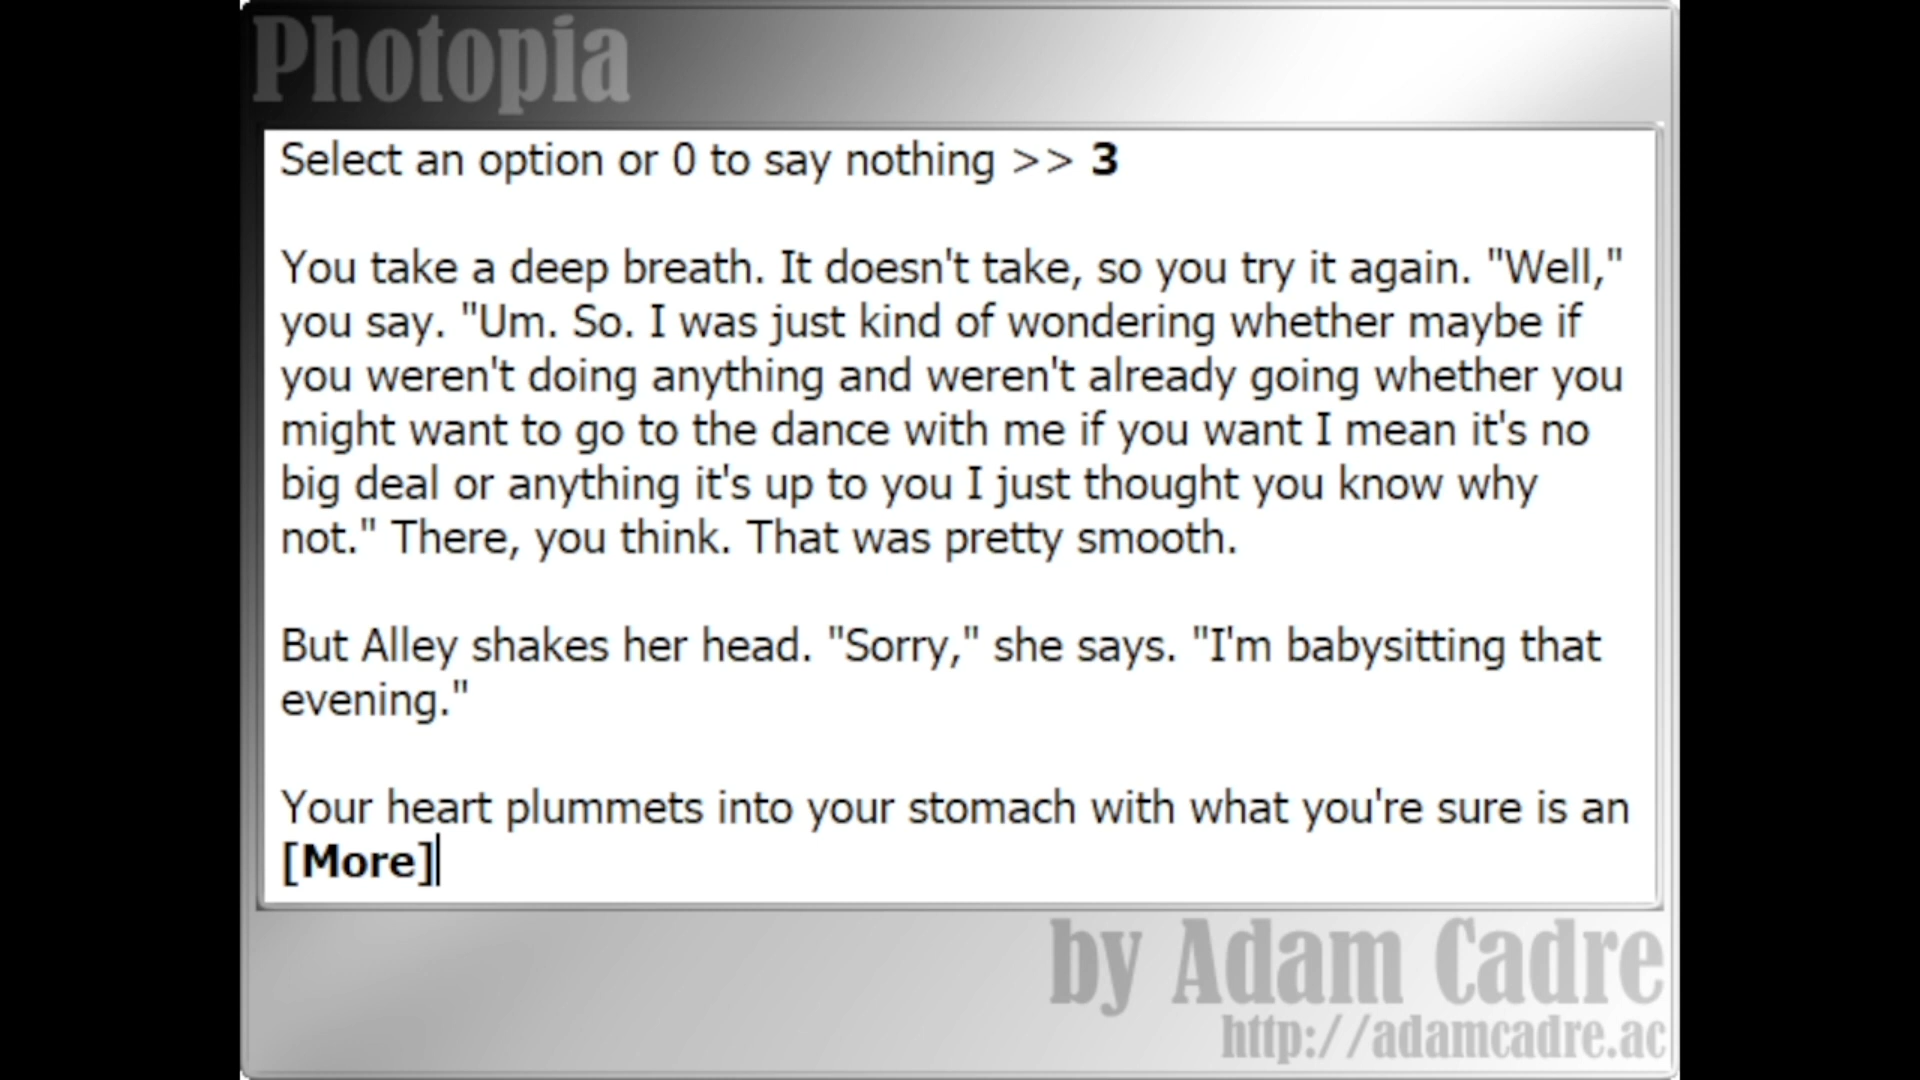 Photopia
Select an option or 0 to say nothing >> 3
You take a deep breath. It doesn't take, so you try it again. "Well,"
you say. "Um. So. I was just kind of wondering whether maybe if
you weren't doing anything and weren't already going whether you
might want to go to the dance with me if you want I mean it's no
big deal or anything it's up to you I just thought you know why
not." There, you think. That was pretty smooth.
But Alley shakes her head. "Sorry," she says. "I'm babysitting that
evening."
Your heart plummets into your stomach with what you're sure is an
[More]
by Adam Cadre
http://adamcadre.ac